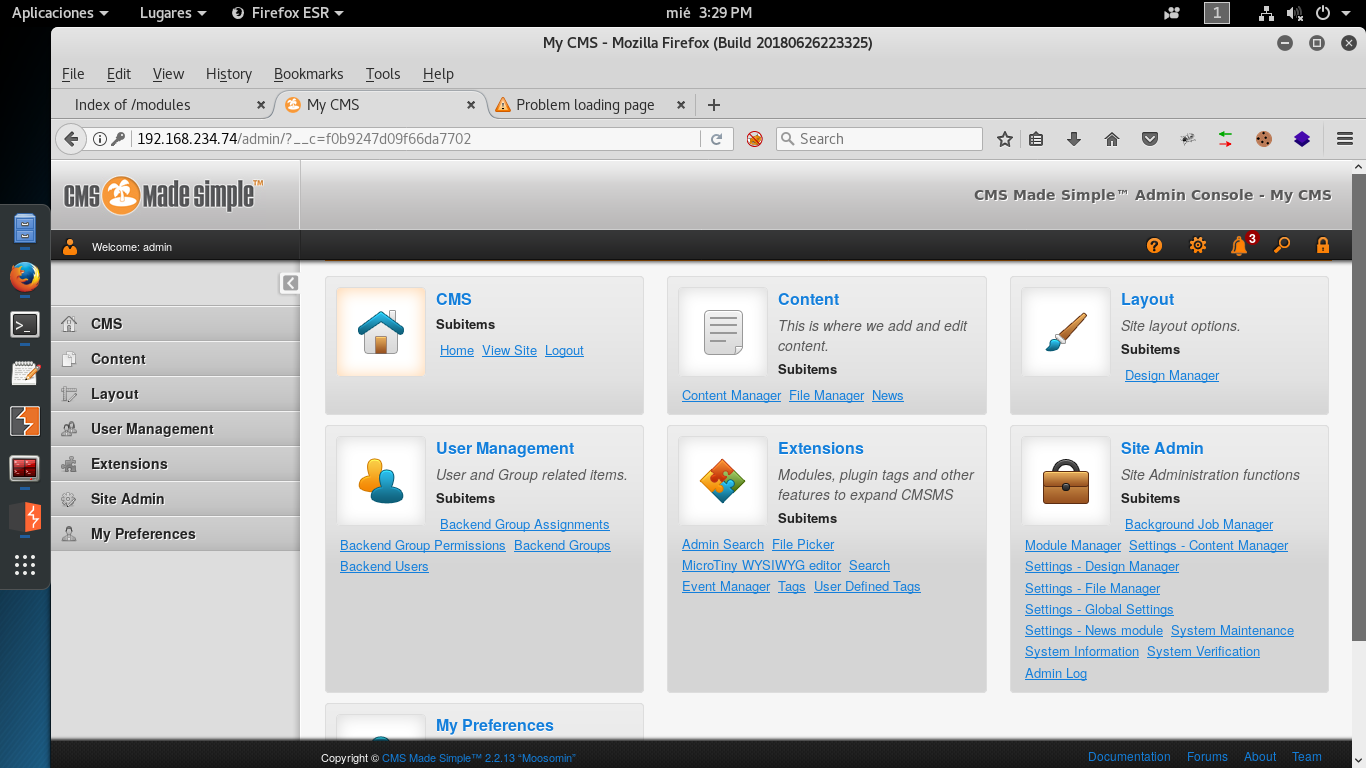 Aplicaciones Lugares Firefox ESR mié 3:29 PM 1
My CMS - Mozilla Firefox (Build 20180626223325)
File Edit View History Bookmarks Tools Help
Index of /modules My CMS Problem loading page
192.168.234.74/admin/?__c=f0b9247d09f66da7702 Search
CMS Made Simple™ CMS Made Simple™ Admin Console - My CMS
Welcome: admin 3
CMS
Content
Layout
User Management
Extensions
Site Admin
My Preferences
CMS
Subitems
Home View Site Logout
Content
This is where we add and edit
content.
Subitems
Content Manager File Manager News
Layout
Site layout options.
Subitems
Design Manager
User Management
User and Group related items.
Subitems
Backend Group Assignments
Backend Group Permissions Backend Groups
Backend Users
Extensions
Modules, plugin tags and other
features to expand CMSMS
Subitems
Admin Search File Picker
MicroTiny WYSIWYG editor Search
Event Manager Tags User Defined Tags
Site Admin
Site Administration functions
Subitems
Background Job Manager
Module Manager Settings - Content Manager
Settings - Design Manager
Settings - File Manager
Settings - Global Settings
Settings - News module System Maintenance
System Information System Verification
Admin Log
My Preferences
Copyright © CMS Made Simple™ 2.2.13 “Moosomin” Documentation Forums About Team